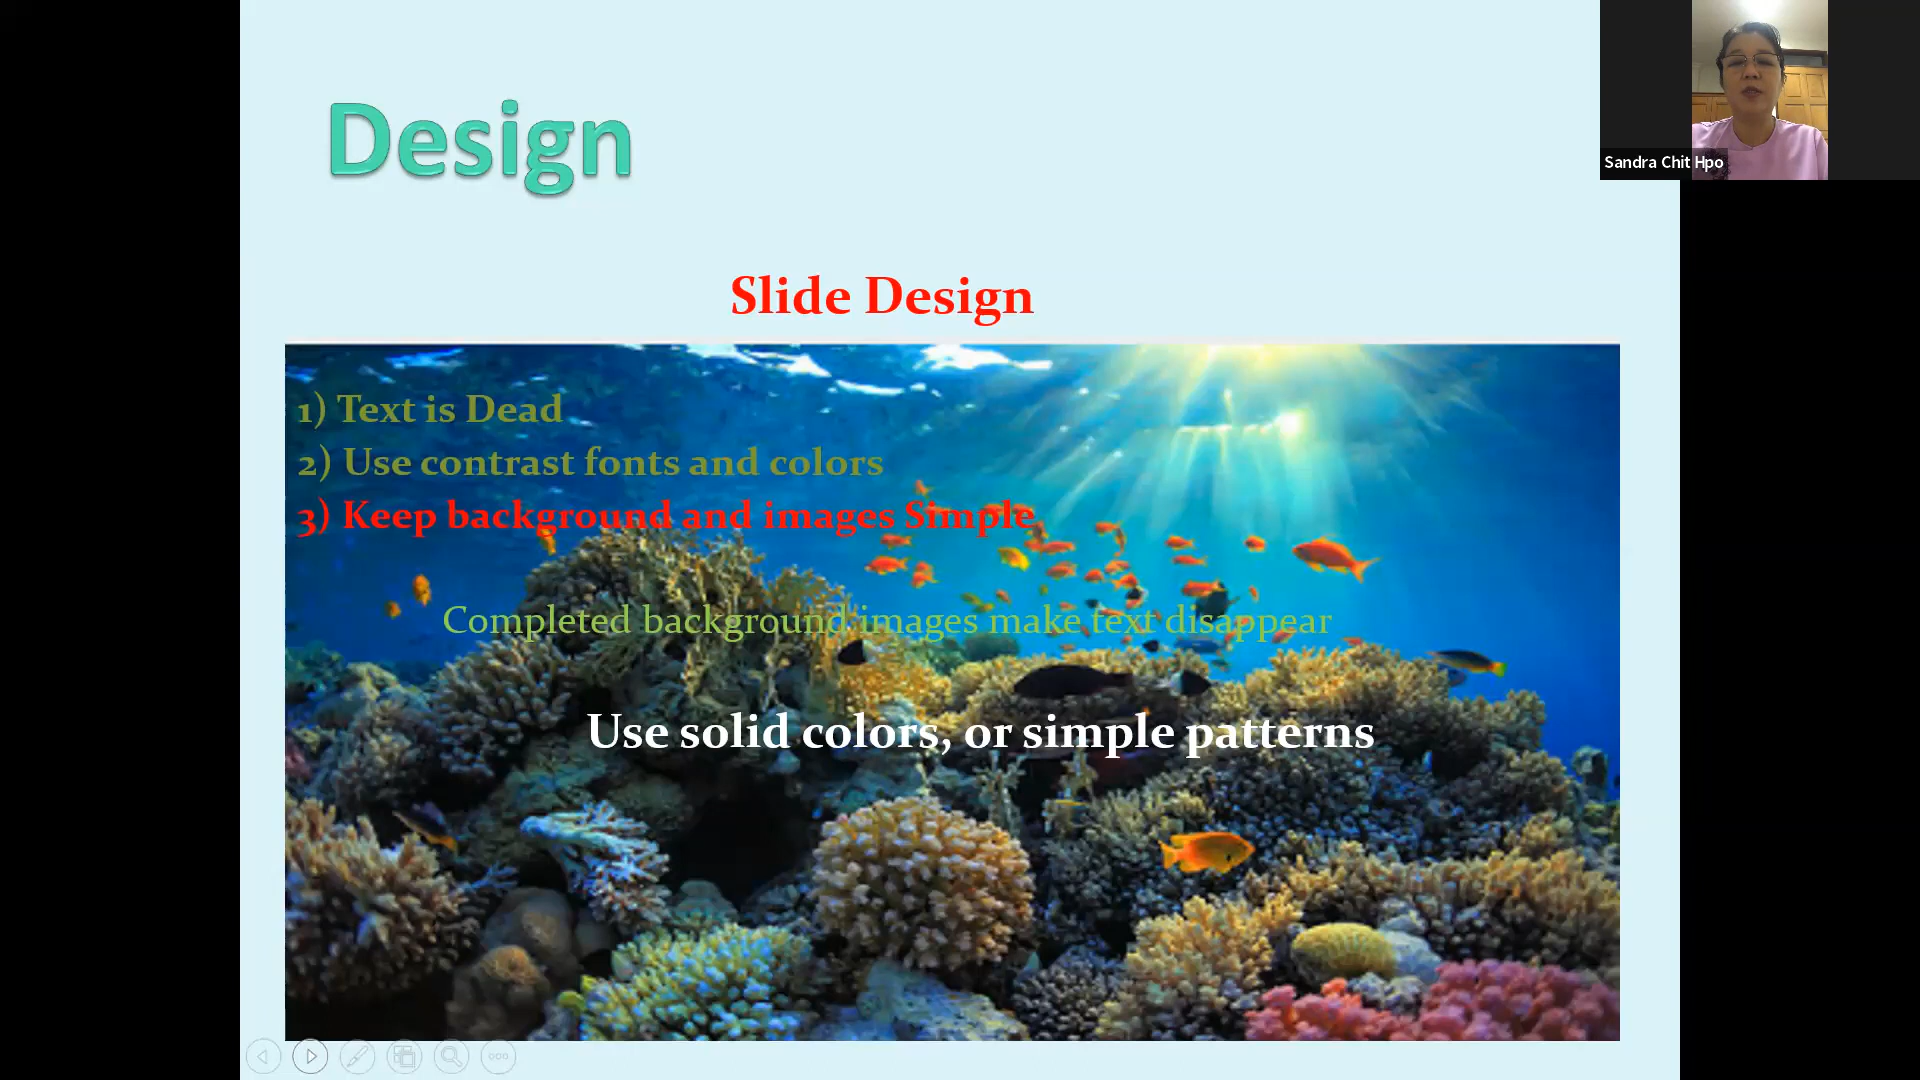 Design
Sandra Chit Hpo
Slide Design
1) Text is Dead
2) Use contrast fonts and colors
3) Keep background and images Simple
Completed background images make text disappear
Use solid colors, or simple patterns